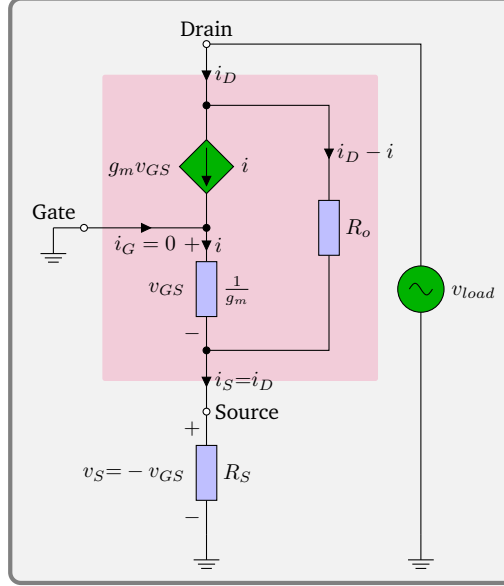 Drain
i_D
g_m v_GS
i
i_D − i
Gate
i_G = 0
+
i
R_o
v_GS
1/g_m
v_load
−
i_S=i_D
Source
+
v_S=−v_GS
R_S
−